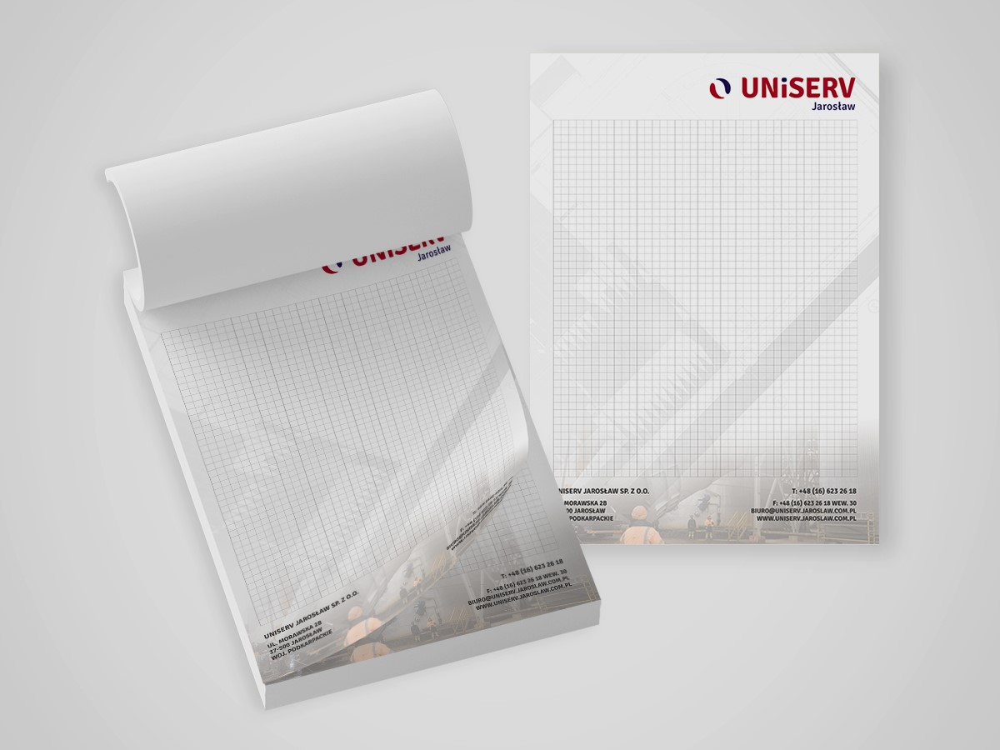 UNiSERV
Jarosław
NISERV JAROSŁAW SP. Z O.O.
MORAWSKA 2B
00 JAROSŁAW
PODKARPACKIE
T: +48 (16) 623 26 18
F: +48 (16) 623 26 18 WEW. 30
BIURO@UNISERV.JAROSLAW.COM.PL
WWW.UNISERV.JAROSLAW.COM.PL
UNISERV
Jarosław
UNISERV JAROSŁAW SP. Z O.O.
UL. MORAWSKA 2B
37-500 JAROSŁAW
WOJ. PODKARPACKIE
T: +48 (16) 623 26 18
F: +48 (16) 623 26 18 WEW. 30
BIURO@UNISERV.JAROSLAW.COM.PL
WWW.UNISERV.JAROSLAW.COM.PL